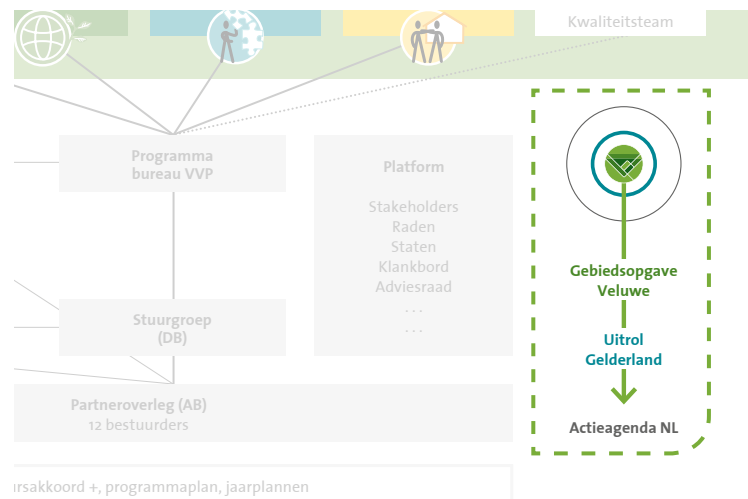 Kwaliteitsteam
Programma
bureau VVP
Platform
Stakeholders
Raden
Staten
Klankbord
Adviesraad
...
...
Stuurgroep
(DB)
Partneroverleg (AB)
12 bestuurders
rsakkoord +, programmaplan, jaarplannen
Gebiedsopgave
Veluwe
Uitrol
Gelderland
Actieagenda NL